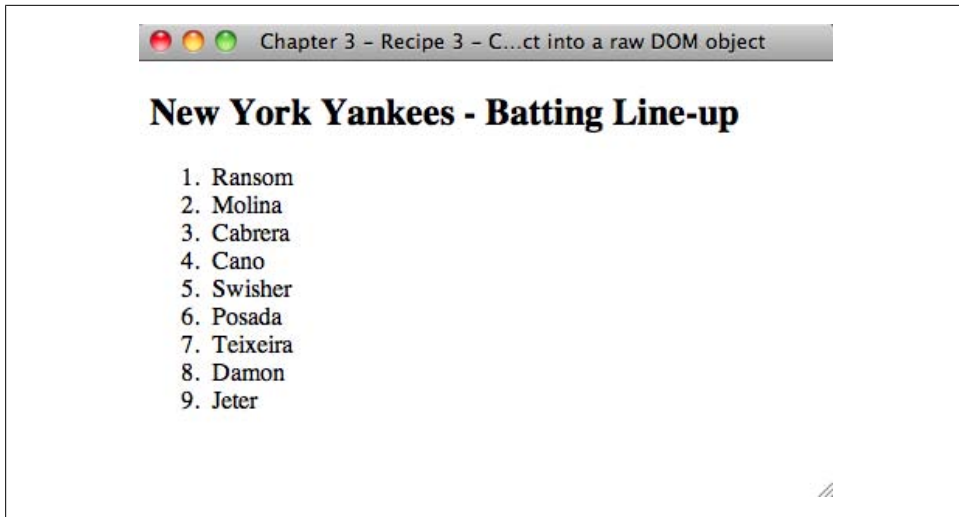 Chapter 3 – Recipe 3 – C...ct into a raw DOM object
New York Yankees - Batting Line-up
1. Ransom
2. Molina
3. Cabrera
4. Cano
5. Swisher
6. Posada
7. Teixeira
8. Damon
9. Jeter